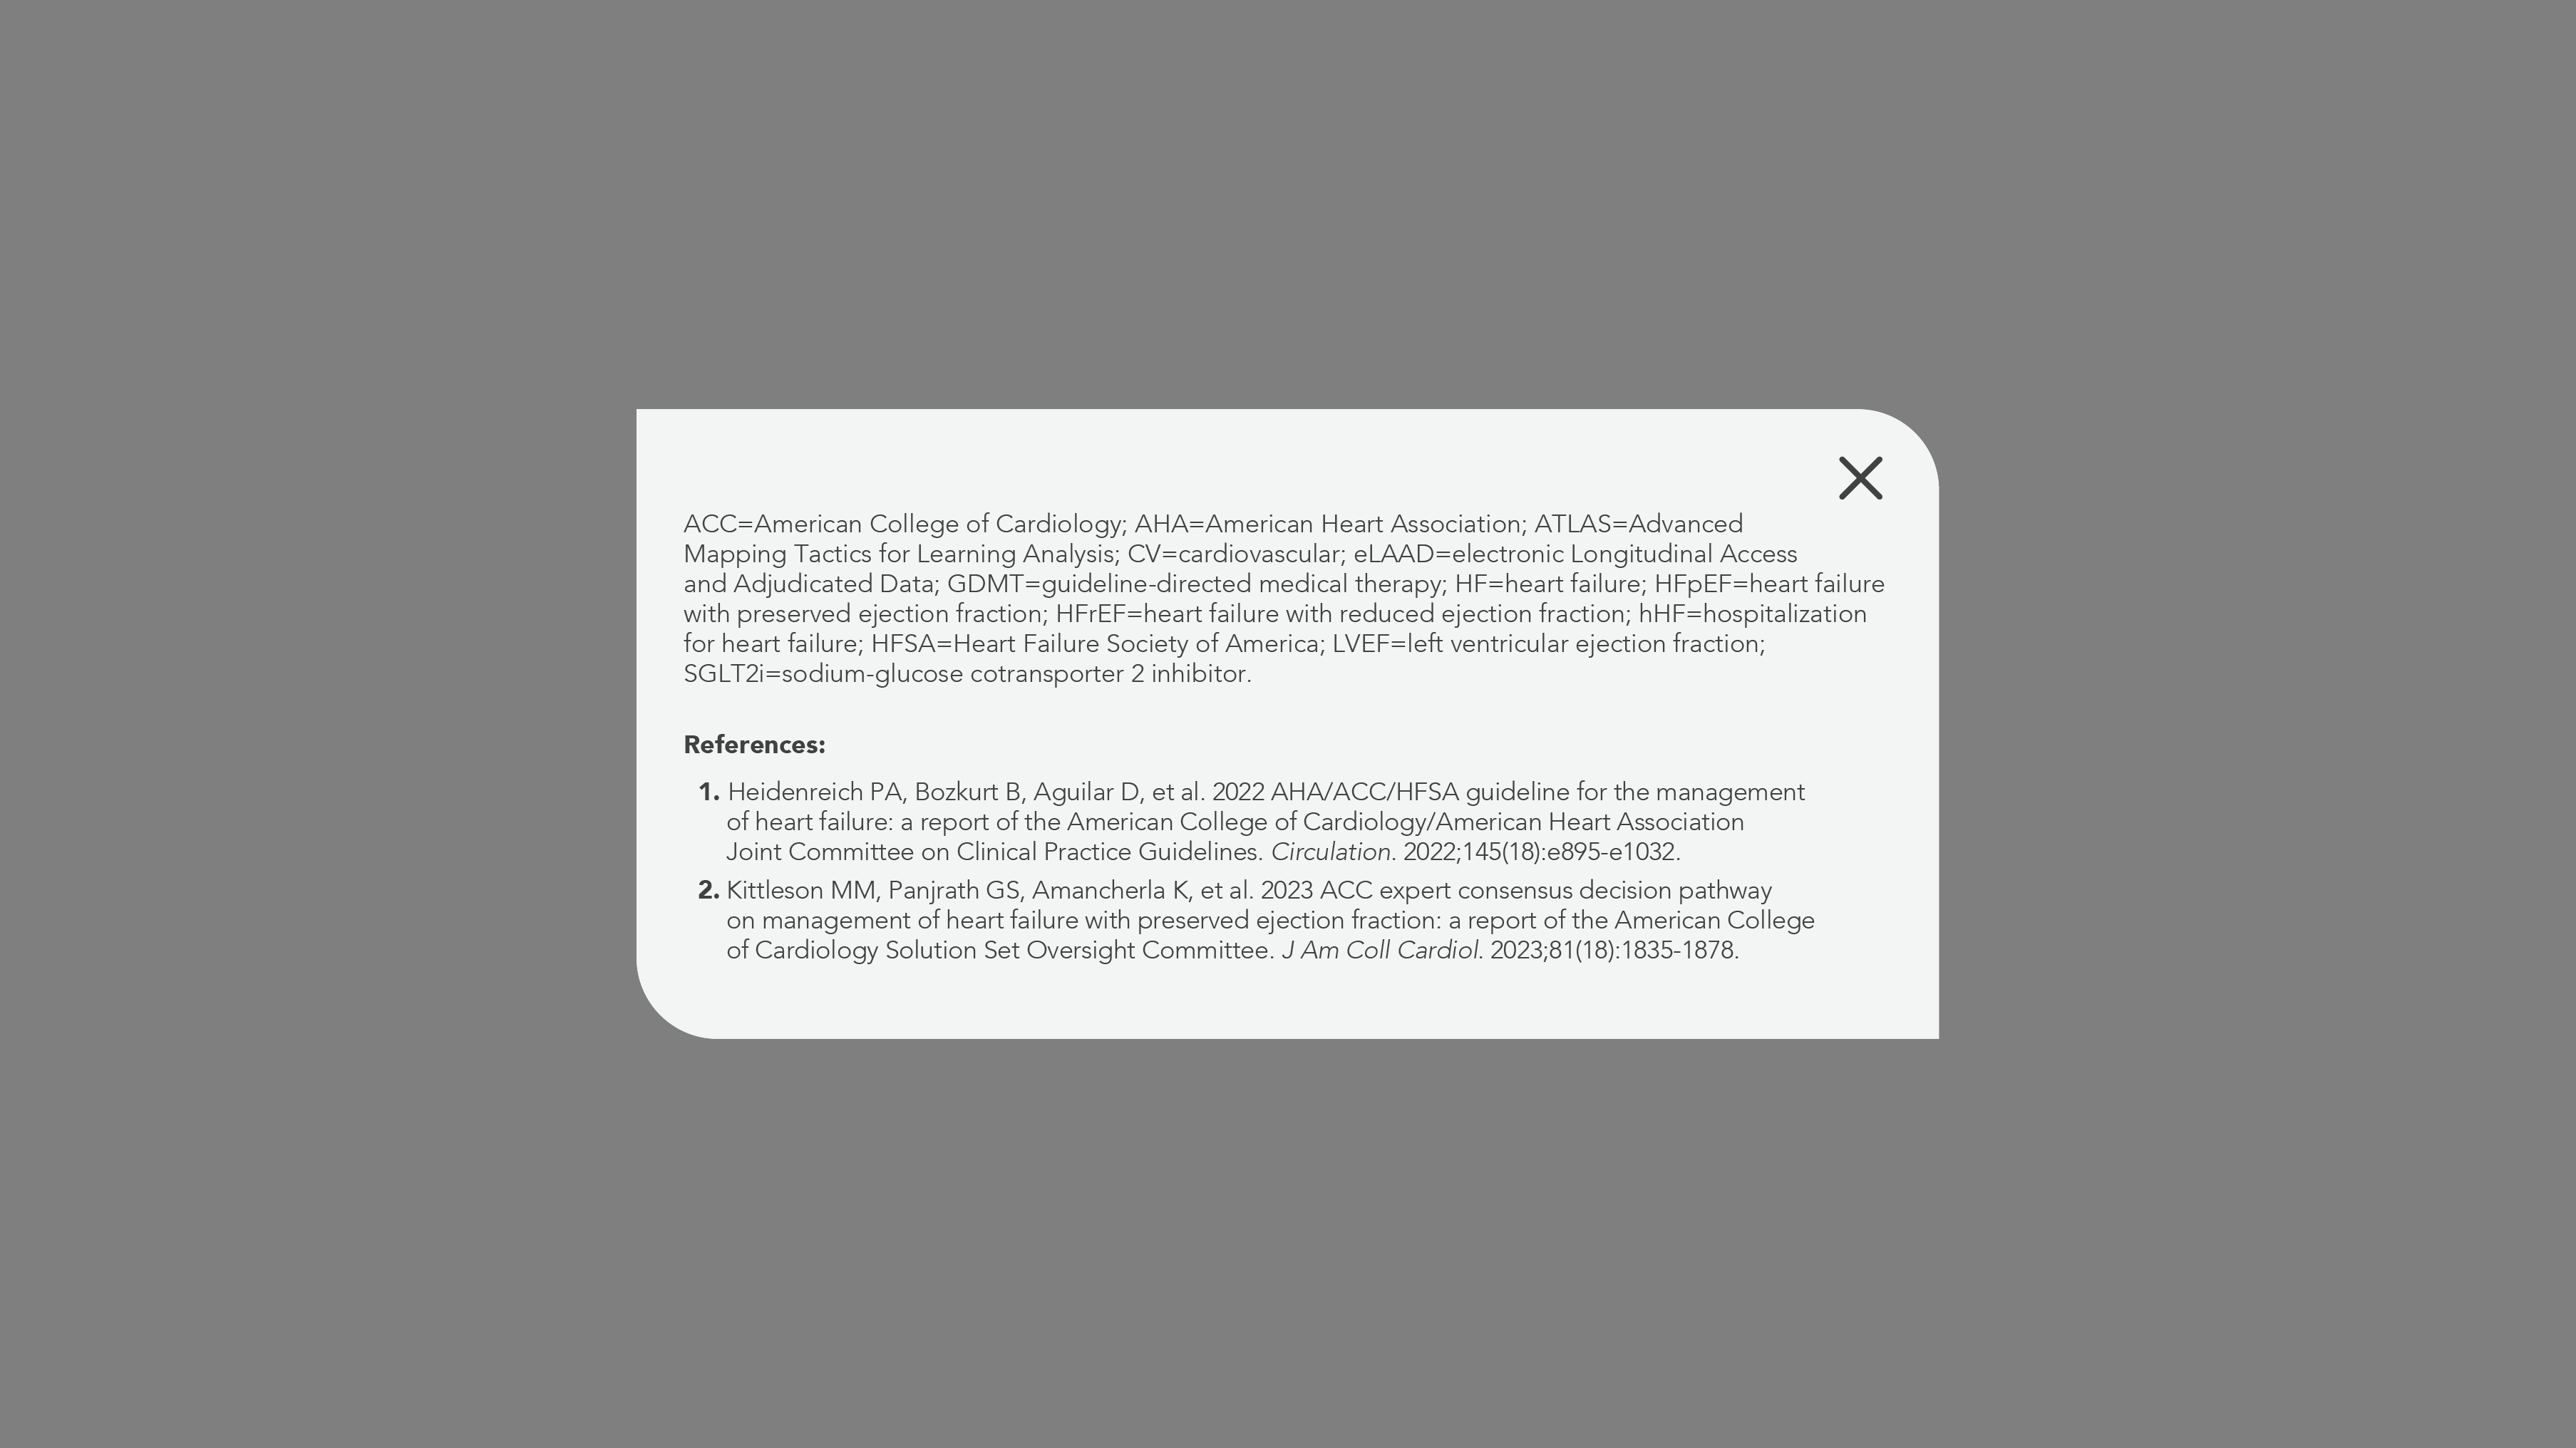 ACC=American College of Cardiology; AHA=American Heart Association; ATLAS=Advanced
Mapping Tactics for Learning Analysis; CV=cardiovascular; eLAAD=electronic Longitudinal Access
and Adjudicated Data; GDMT=guideline-directed medical therapy; HF=heart failure; HFpEF=heart failure
with preserved ejection fraction; HFrEF=heart failure with reduced ejection fraction; hHF=hospitalization
for heart failure; HFSA=Heart Failure Society of America; LVEF=left ventricular ejection fraction;
SGLT2i=sodium-glucose cotransporter 2 inhibitor.
References:
1. Heidenreich PA, Bozkurt B, Aguilar D, et al. 2022 AHA/ACC/HFSA guideline for the management
of heart failure: a report of the American College of Cardiology/American Heart Association
Joint Committee on Clinical Practice Guidelines. Circulation. 2022;145(18):e895-e1032.
2. Kittleson MM, Panjrath GS, Amancherla K, et al. 2023 ACC expert consensus decision pathway
on management of heart failure with preserved ejection fraction: a report of the American College
of Cardiology Solution Set Oversight Committee. J Am Coll Cardiol. 2023;81(18):1835-1878.